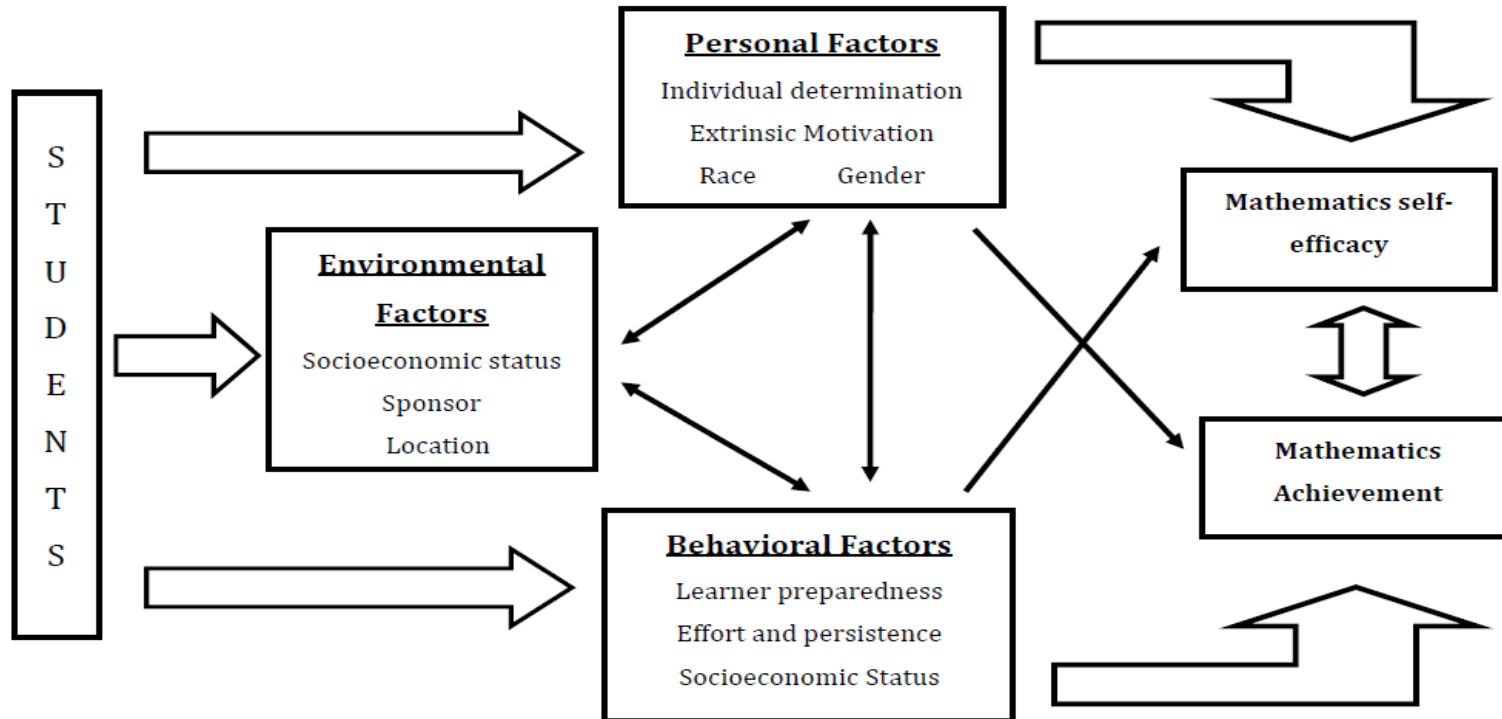 S
T
U
D
E
N
T
S
Personal Factors
Individual determination
Extrinsic Motivation
Race Gender
Environmental
Factors
Socioeconomic status
Sponsor
Location
Behavioral Factors
Learner preparedness
Effort and persistence
Socioeconomic Status
Mathematics self-
efficacy
Mathematics
Achievement